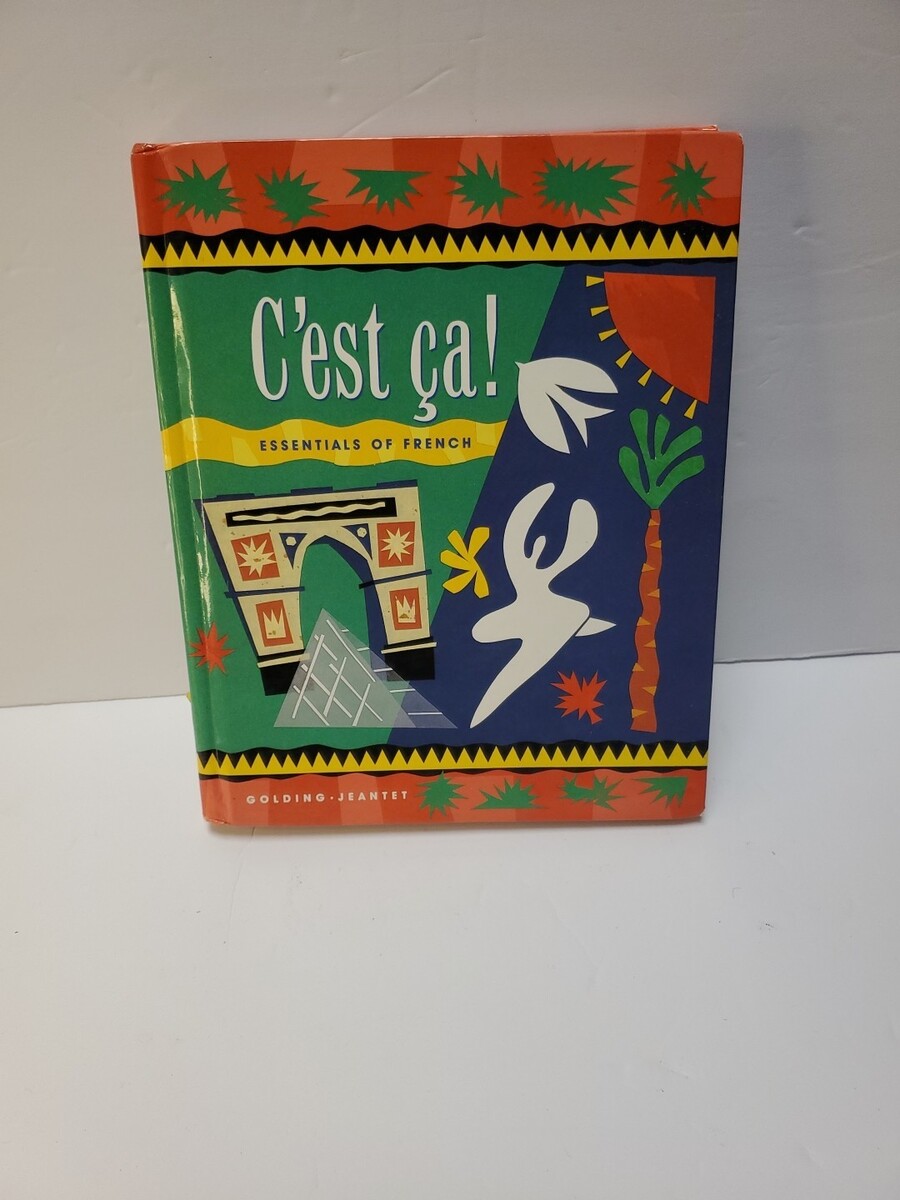 C'est ça!
ESSENTIALS OF FRENCH
GOLDING · JEANTET